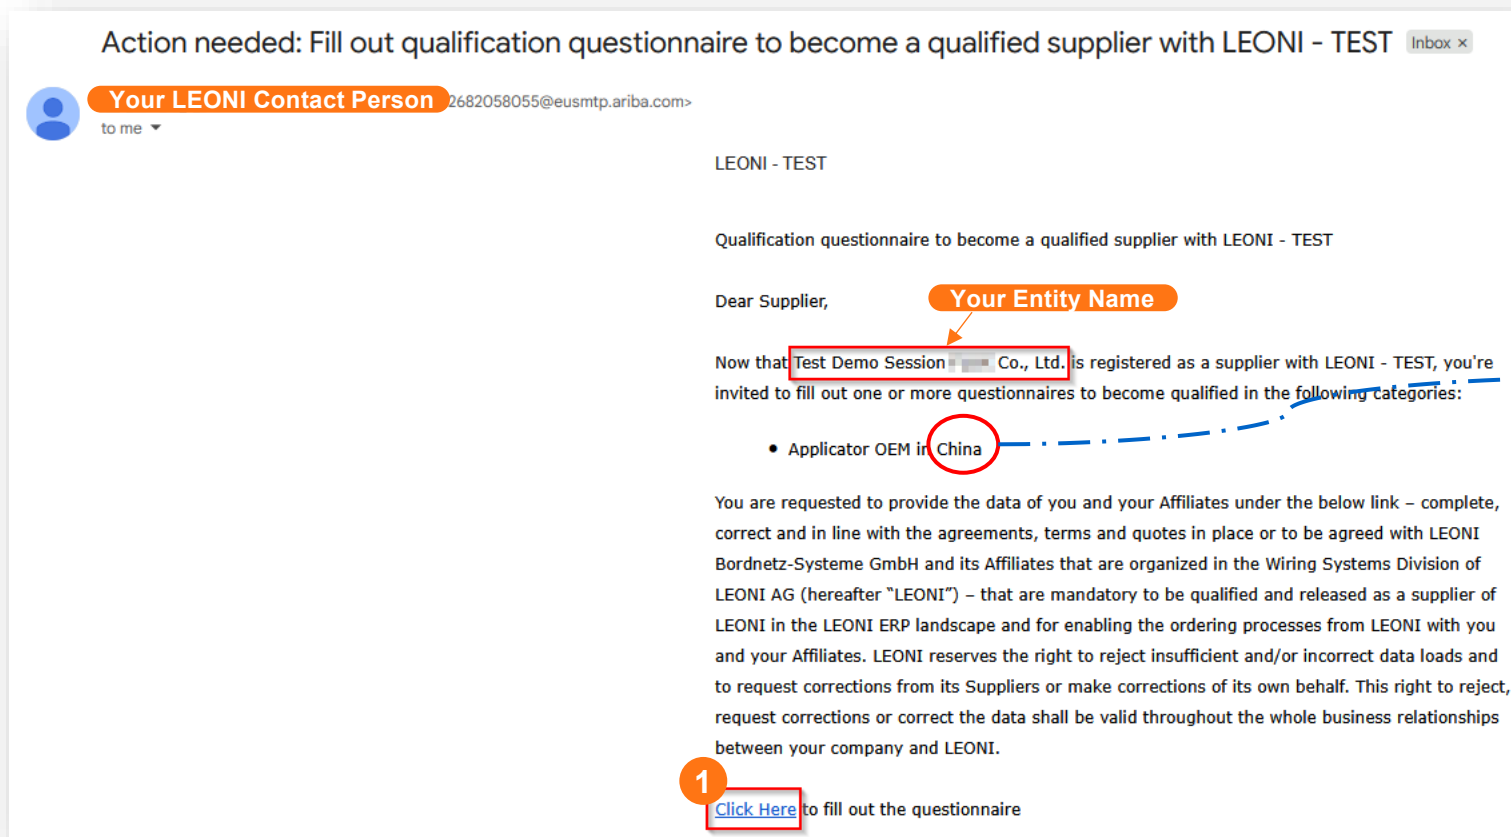 Action needed: Fill out qualification questionnaire to become a qualified supplier with LEONI - TEST Inbox ×
Your LEONI Contact Person 2682058055@eusmtp.ariba.com>
to me
LEONI - TEST
Qualification questionnaire to become a qualified supplier with LEONI - TEST
Dear Supplier,
Your Entity Name
Now that Test Demo Session Co., Ltd. is registered as a supplier with LEONI - TEST, you're
invited to fill out one or more questionnaires to become qualified in the following categories:
• Applicator OEM in China
You are requested to provide the data of you and your Affiliates under the below link – complete,
correct and in line with the agreements, terms and quotes in place or to be agreed with LEONI
Bordnetz-Systeme GmbH and its Affiliates that are organized in the Wiring Systems Division of
LEONI AG (hereafter “LEONI”) – that are mandatory to be qualified and released as a supplier of
LEONI in the LEONI ERP landscape and for enabling the ordering processes from LEONI with you
and your Affiliates. LEONI reserves the right to reject insufficient and/or incorrect data loads and
to request corrections from its Suppliers or make corrections of its own behalf. This right to reject,
request corrections or correct the data shall be valid throughout the whole business relationships
between your company and LEONI.
1
Click Here to fill out the questionnaire